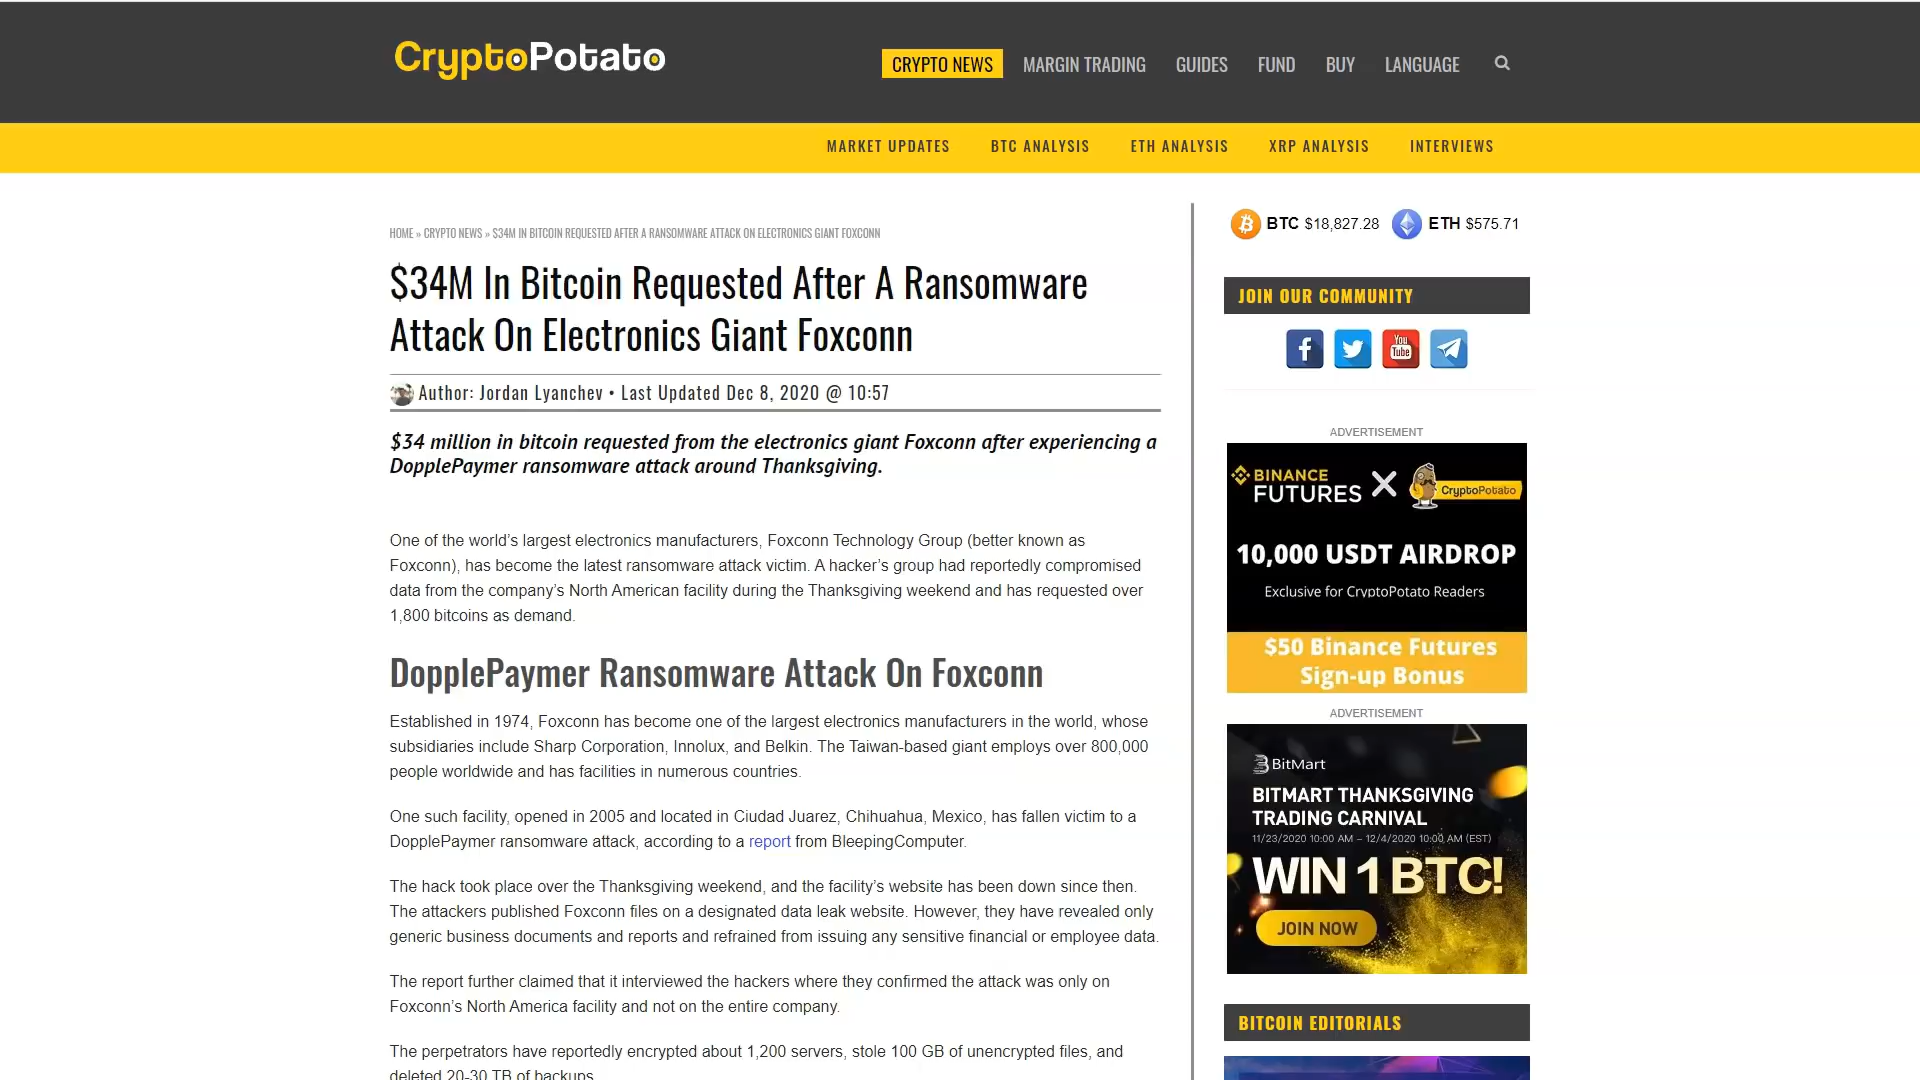 CryptoPotato
CRYPTO NEWS MARGIN TRADING GUIDES FUND BUY LANGUAGE
MARKET UPDATES BTC ANALYSIS ETH ANALYSIS XRP ANALYSIS INTERVIEWS
HOME » CRYPTO NEWS » $34M IN BITCOIN REQUESTED AFTER A RANSOMWARE ATTACK ON ELECTRONICS GIANT FOXCONN
$34M In Bitcoin Requested After A Ransomware
Attack On Electronics Giant Foxconn
Author: Jordan Lyanchev • Last Updated Dec 8, 2020 @ 10:57
$34 million in bitcoin requested from the electronics giant Foxconn after experiencing a
DopplePaymer ransomware attack around Thanksgiving.
One of the world’s largest electronics manufacturers, Foxconn Technology Group (better known as
Foxconn), has become the latest ransomware attack victim. A hacker’s group had reportedly compromised
data from the company’s North American facility during the Thanksgiving weekend and has requested over
1,800 bitcoins as demand.
DopplePaymer Ransomware Attack On Foxconn
Established in 1974, Foxconn has become one of the largest electronics manufacturers in the world, whose
subsidiaries include Sharp Corporation, Innolux, and Belkin. The Taiwan-based giant employs over 800,000
people worldwide and has facilities in numerous countries.
One such facility, opened in 2005 and located in Ciudad Juarez, Chihuahua, Mexico, has fallen victim to a
DopplePaymer ransomware attack, according to a report from BleepingComputer.
The hack took place over the Thanksgiving weekend, and the facility’s website has been down since then.
The attackers published Foxconn files on a designated data leak website. However, they have revealed only
generic business documents and reports and refrained from issuing any sensitive financial or employee data.
The report further claimed that it interviewed the hackers where they confirmed the attack was only on
Foxconn’s North America facility and not on the entire company.
The perpetrators have reportedly encrypted about 1,200 servers, stole 100 GB of unencrypted files, and
deleted 20-30 TB of backups.
BTC $18,827.28 ETH $575.71
JOIN OUR COMMUNITY
You
Tube
ADVERTISEMENT
BINANCE
FUTURES X CryptoPotato
10,000 USDT AIRDROP
Exclusive for CryptoPotato Readers
$50 Binance Futures
Sign-up Bonus
ADVERTISEMENT
BitMart
BITMART THANKSGIVING
TRADING CARNIVAL
11/23/2020 10:00 AM – 12/4/2020 10:00 AM (EST)
WIN 1 BTC!
JOIN NOW
BITCOIN EDITORIALS